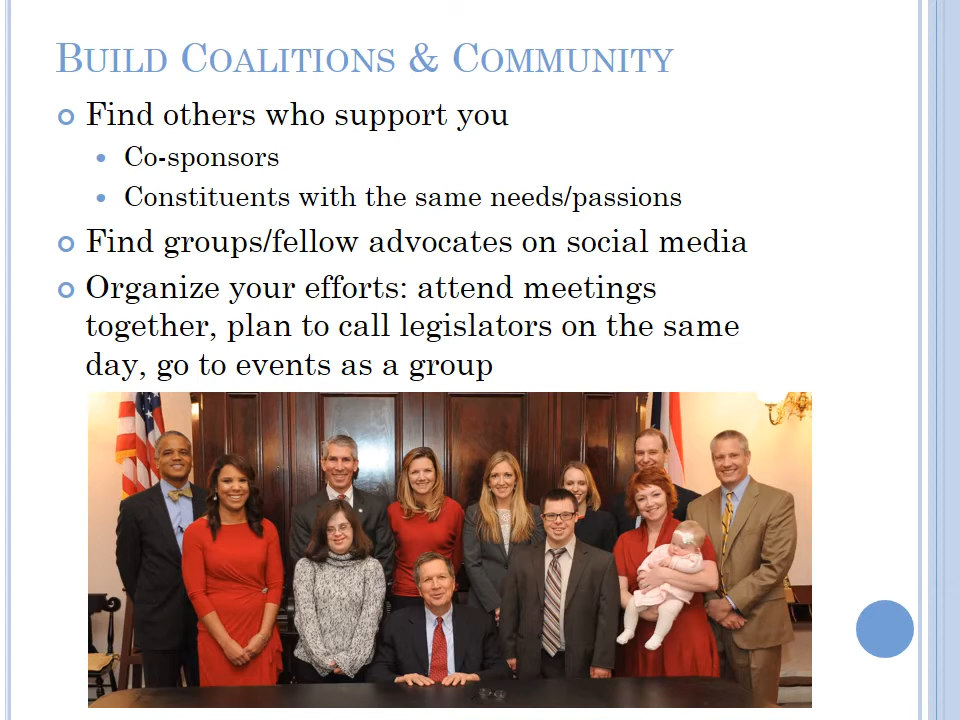 BUILD COALITIONS & COMMUNITY
Find others who support you
Co-sponsors
Constituents with the same needs/passions
Find groups/fellow advocates on social media
Organize your efforts: attend meetings
together, plan to call legislators on the same
day, go to events as a group